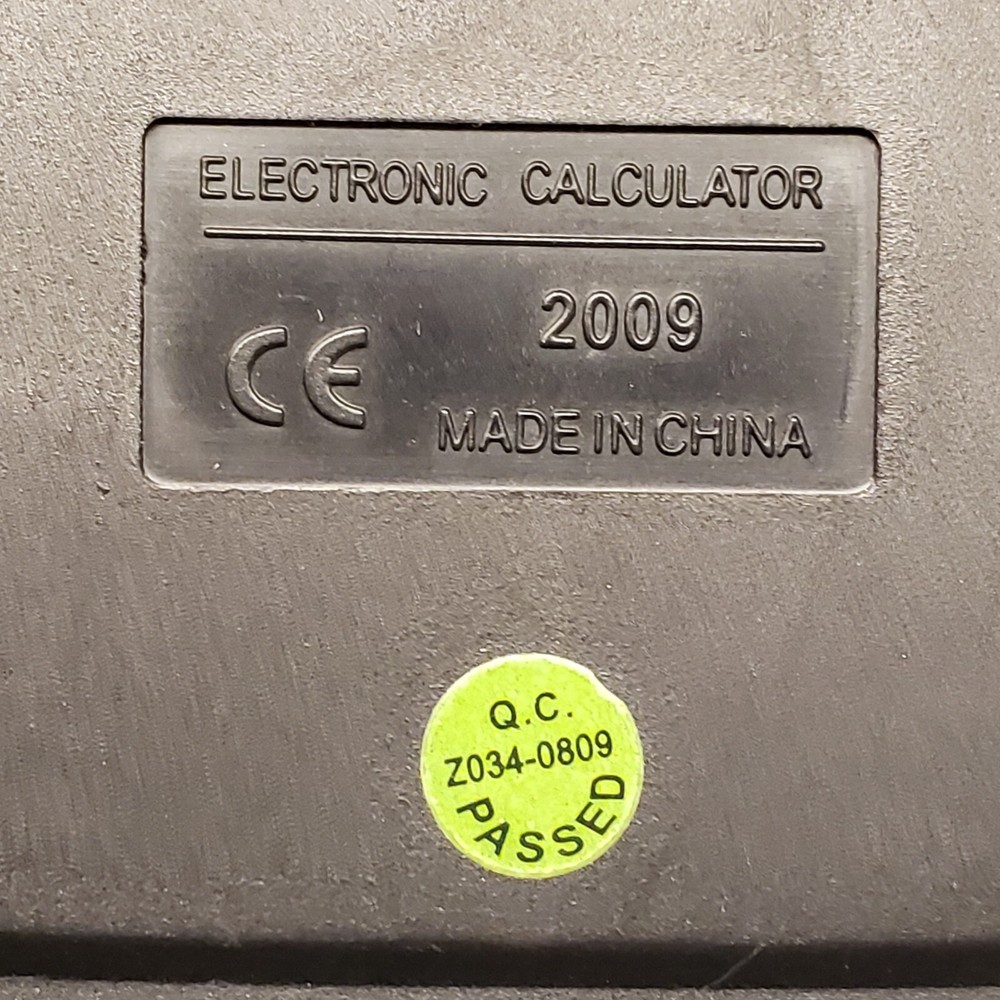 ELECTRONIC CALCULATOR
2009
CE
MADE IN CHINA
Q.C.
Z034-0809
PASSED